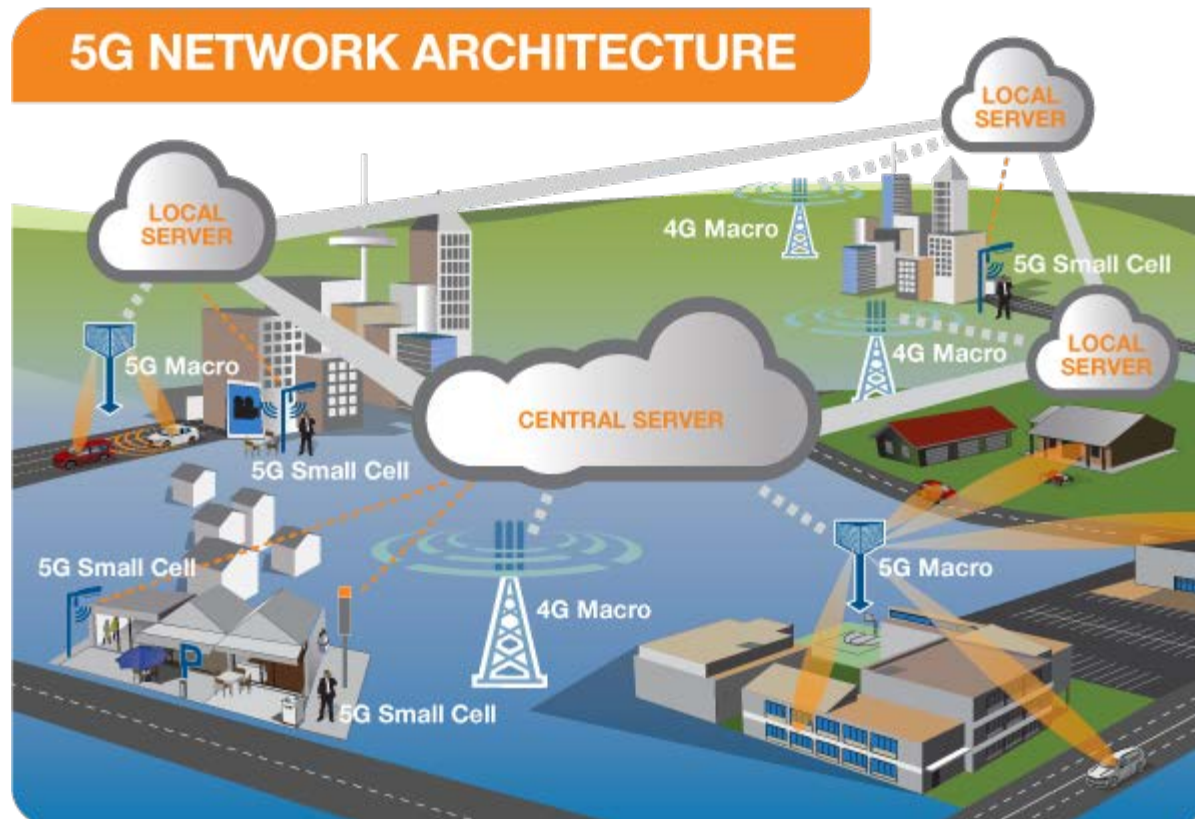 5G NETWORK ARCHITECTURE
LOCAL
SERVER
LOCAL
SERVER
4G Macro
5G Small Cell
5G Macro
4G Macro
LOCAL
SERVER
CENTRAL SERVER
5G Small Cell
5G Small Cell
4G Macro
5G Macro
P
5G Small Cell